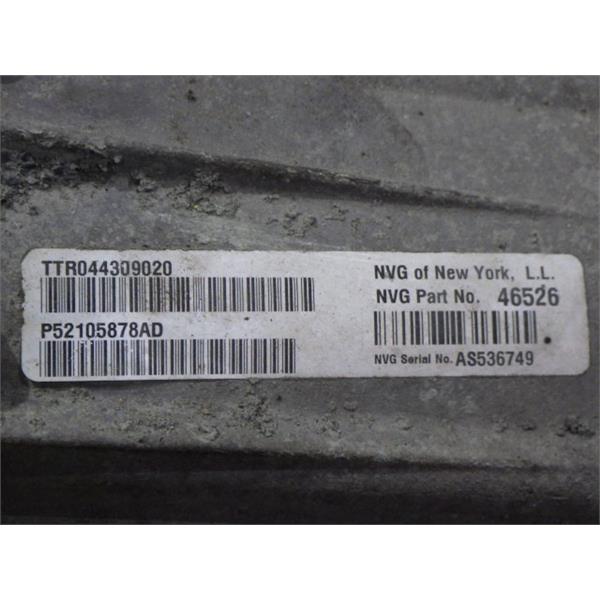 TTR044309020
P52105878AD
NVG of New York, L.L.
NVG Part No. 46526
NVG Serial No. AS536749